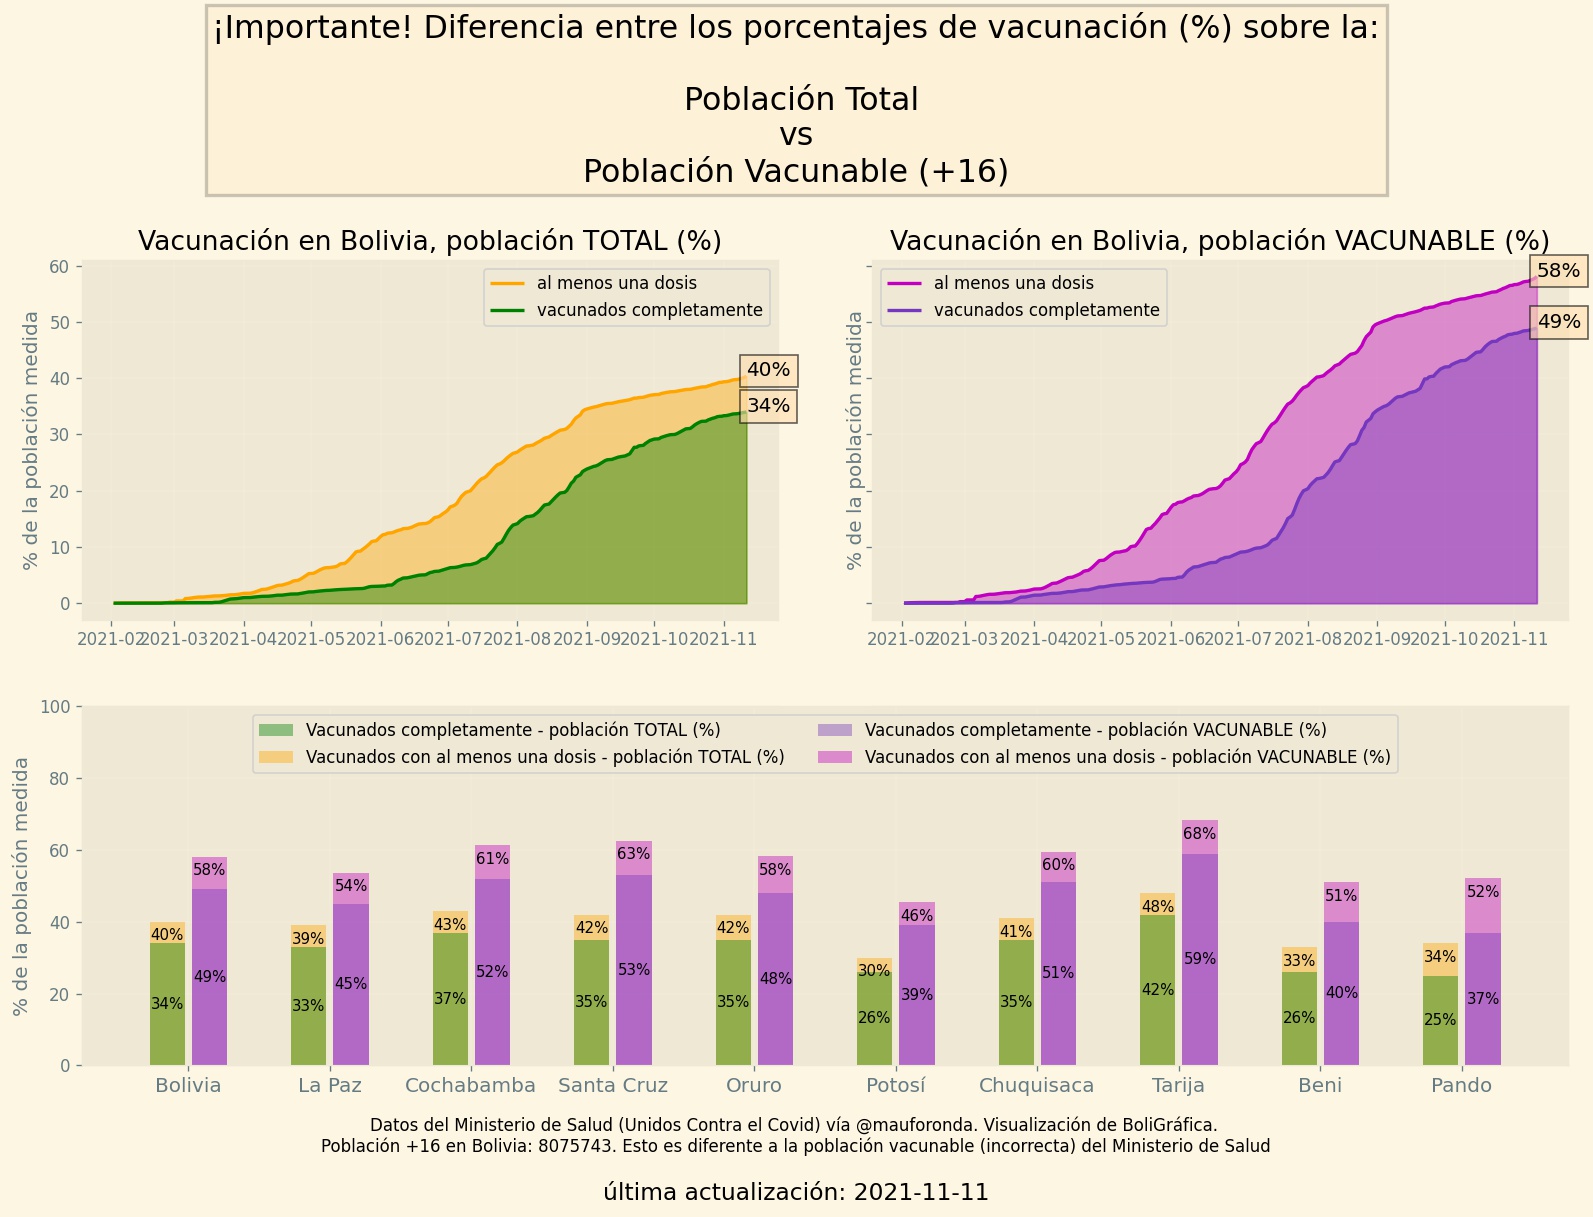 ¡Importante! Diferencia entre los porcentajes de vacunación (%) sobre la:
Población Total
vs
Población Vacunable (+16)
Vacunación en Bolivia, población TOTAL (%)
% de la población medida
60
50
40
30
20
10
0
al menos una dosis
vacunados completamente
40%
34%
2021-02 2021-03 2021-04 2021-05 2021-06 2021-07 2021-08 2021-09 2021-10 2021-11
Vacunación en Bolivia, población VACUNABLE (%)
% de la población medida
al menos una dosis
vacunados completamente
58%
49%
2021-02 2021-03 2021-04 2021-05 2021-06 2021-07 2021-08 2021-09 2021-10 2021-11
% de la población medida
100
80
60
40
20
0
Vacunados completamente - población TOTAL (%)
Vacunados con al menos una dosis - población TOTAL (%)
Vacunados completamente - población VACUNABLE (%)
Vacunados con al menos una dosis - población VACUNABLE (%)
40% 58% 39% 54% 43% 61% 42% 63% 42% 58% 30% 46% 41% 60% 48% 68% 33% 51% 34% 52%
34% 49% 33% 45% 37% 52% 35% 53% 35% 48% 26% 39% 35% 51% 42% 59% 26% 40% 25% 37%
Bolivia La Paz Cochabamba Santa Cruz Oruro Potosí Chuquisaca Tarija Beni Pando
Datos del Ministerio de Salud (Unidos Contra el Covid) vía @mauforonda. Visualización de BoliGráfica.
Población +16 en Bolivia: 8075743. Esto es diferente a la población vacunable (incorrecta) del Ministerio de Salud
última actualización: 2021-11-11